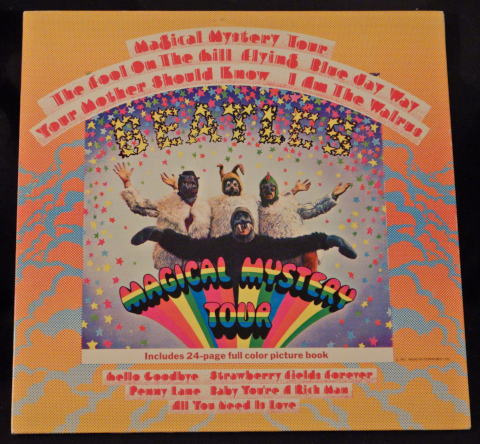 Magical Mystery Tour
The Fool On The Hill Flying Blue Jay Way
Your Mother Should Know I Am The Walrus
BEATLES
MAGICAL MYSTERY
TOUR
Includes 24-page full color picture book
Hello Goodbye Strawberry Fields Forever
Penny Lane Baby You're A Rich Man
All You Need Is Love